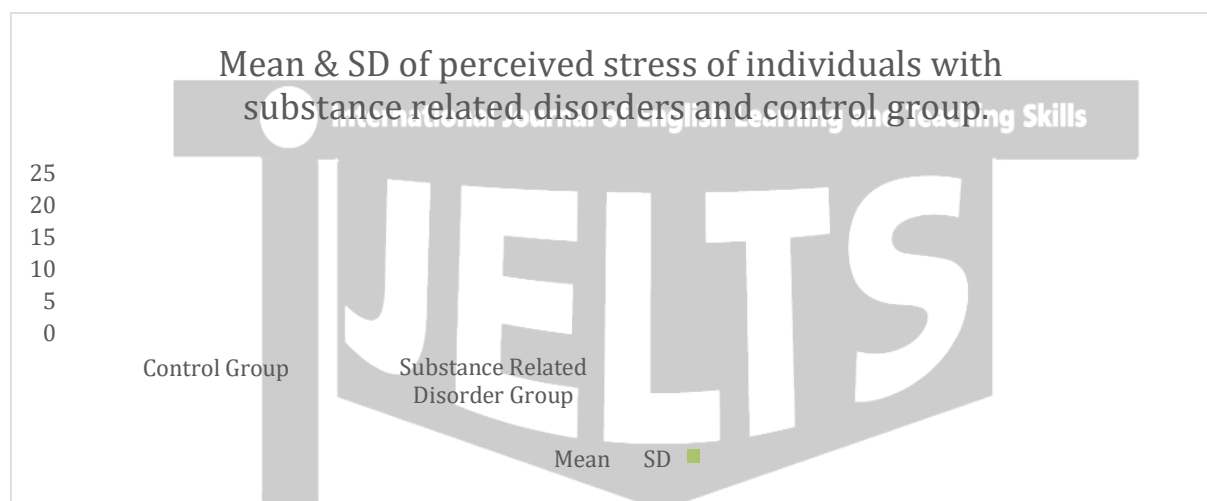 Mean & SD of perceived stress of individuals with
substance related disorders and control group.
International Journal of English Learning and Teaching Skills
25
20
15
10
5
0
Control Group
Substance Related
Disorder Group
Mean SD
IJELTS